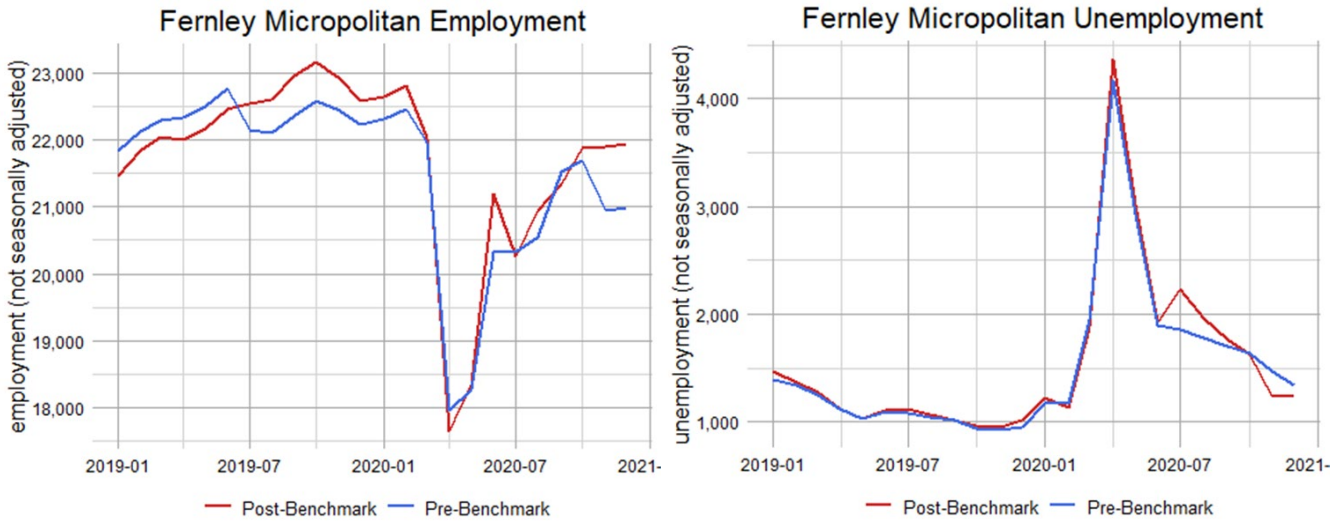 Fernley Micropolitan Employment
employment (not seasonally adjusted)
23,000
22,000
21,000
20,000
19,000
18,000
2019-01 2019-07 2020-01 2020-07 2021-
Post-Benchmark Pre-Benchmark
Fernley Micropolitan Unemployment
unemployment (not seasonally adjusted)
4,000
3,000
2,000
1,000
2019-01 2019-07 2020-01 2020-07 2021-
Post-Benchmark Pre-Benchmark